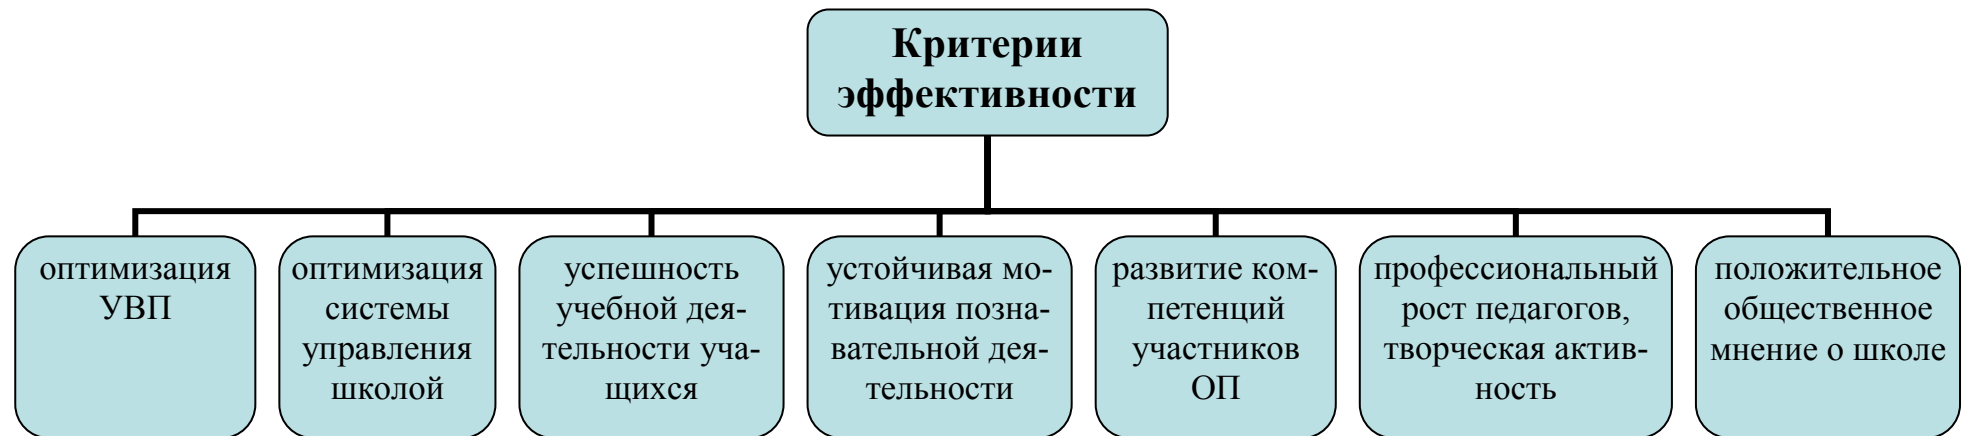 Критерии
эффективности
оптимизация
УВП
оптимизация
системы
управления
школой
успешность
учебной дея-
тельности уча-
щихся
устойчивая мо-
тивация позна-
вательной дея-
тельности
развитие ком-
петенций
участников
ОП
профессиональный
рост педагогов,
творческая актив-
ность
положительное
общественное
мнение о школе